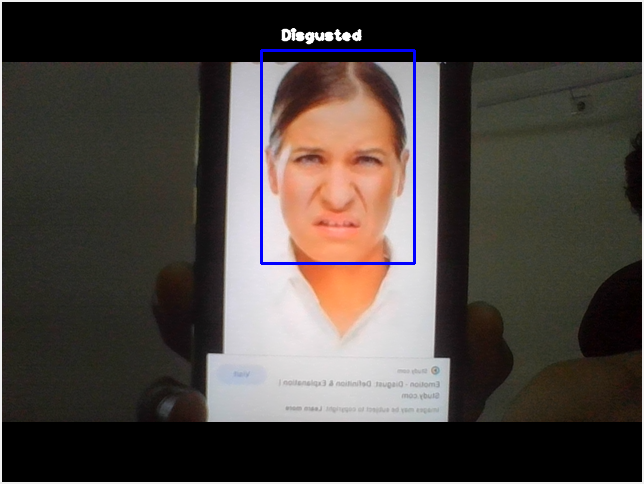 Disgusted
Study.com
Visit
Emotion - Disgust: Definition & Explanation |
Study.com
Images may be subject to copyright. Learn more